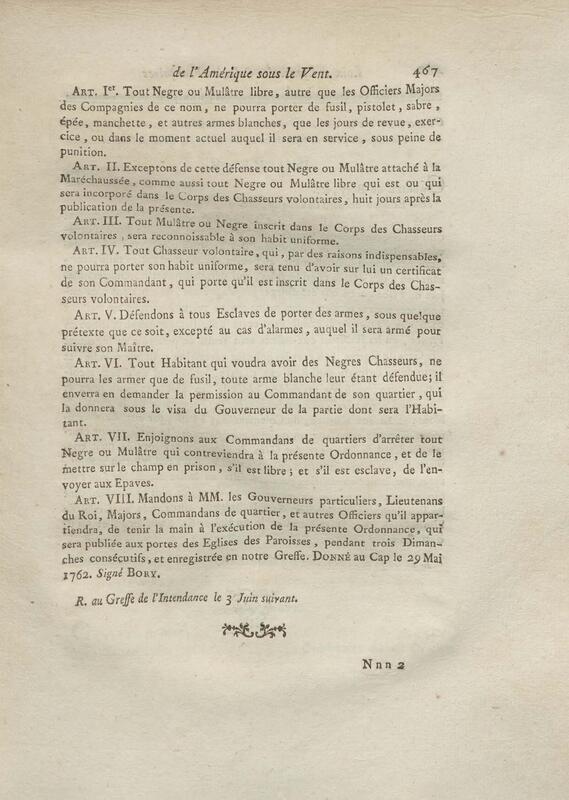 de l'Amérique sous le Vent. 467
ART. Ier. Tout Negre ou Mulâtre libre, autre que les Officiers Majors
des Compagnies de ce nom, ne pourra porter de fusil, pistolet, sabre,
épée, manchette, et autres armes blanches, que les jours de revue, exer-
cice, ou dans le moment actuel auquel il sera en service, sous peine de
punition.
ART. II. Exceptons de cette défense tout Negre ou Mulâtre attaché à la
Maréchaussée, comme aussi tout Negre ou Mulâtre libre qui est ou qui
sera incorporé dans le Corps des Chasseurs volontaires, huit jours après la
publication de la présente.
ART. III. Tout Mulâtre ou Negre inscrit dans le Corps des Chasseurs
volontaires, sera reconnoissable à son habit uniforme.
ART. IV. Tout Chasseur volontaire, qui, par des raisons indispensables,
ne pourra porter son habit uniforme, sera tenu d'avoir sur lui un certificat
de son Commandant, qui porte qu'il est inscrit dans le Corps des Chas-
seurs volontaires.
ART. V. Défendons à tous Esclaves de porter des armes, sous quelque
prétexte que ce soit, excepté au cas d'alarmes, auquel il sera armé pour
suivre son Maître.
ART. VI. Tout Habitant qui voudra avoir des Negres Chasseurs, ne
pourra les armer que de fusil, toute arme blanche leur étant défendue; il
enverra en demander la permission au Commandant de son quartier, qui
la donnera sous le visa du Gouverneur de la partie dont sera l'Habi-
tant.
ART. VII. Enjoignons aux Commandans de quartiers d'arrêter tout
Negre ou Mulâtre qui contreviendra à la présente Ordonnance, et de le
mettre sur le champ en prison, s'il est libre; et s'il est esclave, de l'en-
voyer aux Epaves.
ART. VIII. Mandons à MM. les Gouverneurs particuliers, Lieutenans
du Roi, Majors, Commandans de quartier, et autres Officiers qu'il appar-
tiendra, de tenir la main à l'exécution de la présente Ordonnance, qui
sera publiée aux portes des Eglises des Paroisses, pendant trois Diman-
ches consécutifs, et enregistrée en notre Greffe. DONNÉ au Cap le 29 Mai
1762. Signé BORY.
R. au Greffe de l'Intendance le 3 Juin suivant.
Nnn 2